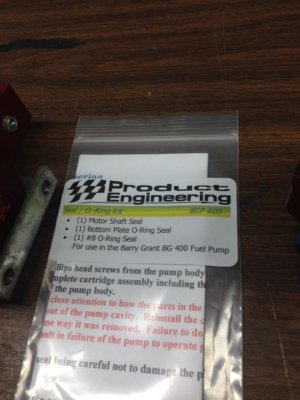 eering
Product
Engineering
Seal / O-Ring Kit BGP 400
• (1) Motor Shaft Seal
• (1) Bottom Plate O-Ring Seal
• (1) #8 O-Ring Seal
For use in the Barry Grant BG 400 Fuel Pump
llips head screws from the pump body
mplete cartridge assembly including th
f the pump body.
close attention to how the parts in the
out of the pump cavity. Reinstall the c
me way it was removed. Failure to do
sult in failure of the pump to operate p
seal being careful not to damage the p